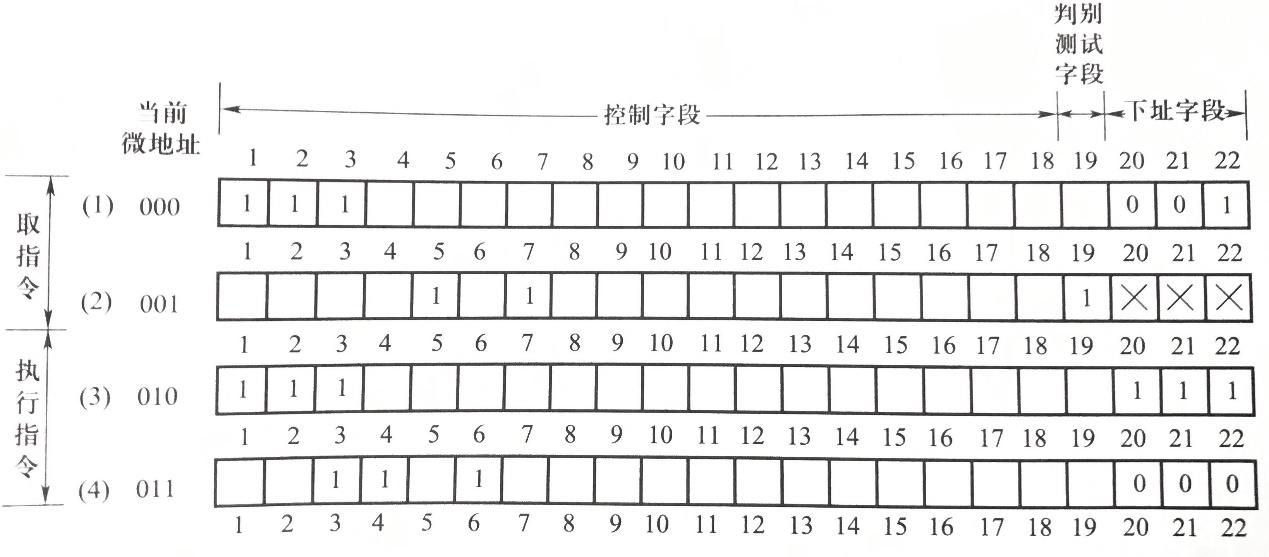 判别
测试
字段
当前
微地址
控制字段
下址字段
1 2 3 4 5 6 7 8 9 10 11 12 13 14 15 16 17 18 19 20 21 22
取指令
(1) 000 1 1 1 0 0 1
1 2 3 4 5 6 7 8 9 10 11 12 13 14 15 16 17 18 19 20 21 22
(2) 001 1 1 1 × × ×
1 2 3 4 5 6 7 8 9 10 11 12 13 14 15 16 17 18 19 20 21 22
执行指令
(3) 010 1 1 1 1 1 1
1 2 3 4 5 6 7 8 9 10 11 12 13 14 15 16 17 18 19 20 21 22
(4) 011 1 1 1 0 0 0
1 2 3 4 5 6 7 8 9 10 11 12 13 14 15 16 17 18 19 20 21 22